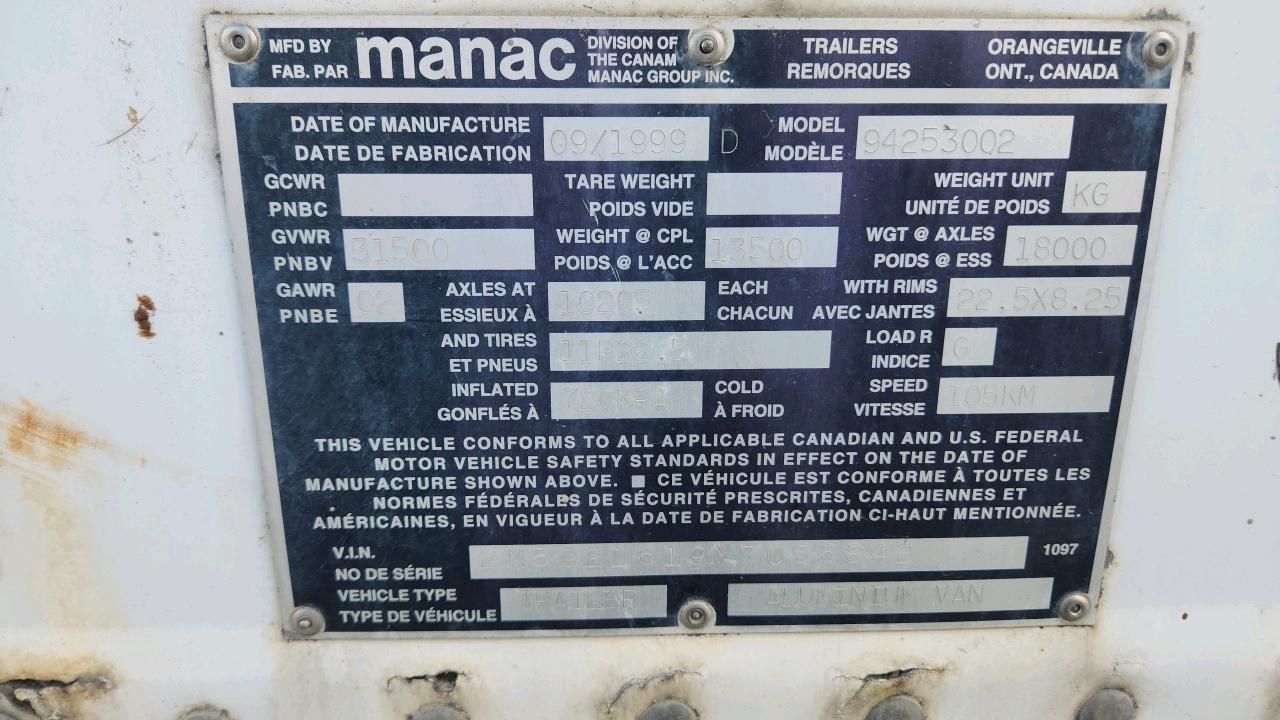 MFD BY manac DIVISION OF TRAILERS ORANGEVILLE
FAB. PAR THE CANAM REMORQUES ONT., CANADA
MANAC GROUP INC.
DATE OF MANUFACTURE 09/1999 D MODEL 94253002
DATE DE FABRICATION MODÈLE
GCWR TARE WEIGHT WEIGHT UNIT KG
PNBC POIDS VIDE UNITÉ DE POIDS
GVWR 31500 WEIGHT @ CPL 13500 WGT @ AXLES 18000
PNBV POIDS @ L'ACC POIDS @ ESS
GAWR 02 AXLES AT 10205 EACH WITH RIMS 22.5X8.25
PNBE ESSIEUX À CHACUN AVEC JANTES
AND TIRES 11R22.5 LOAD R G
ET PNEUS INDICE
INFLATED COLD SPEED 105KM
GONFLÉS À À FROID VITESSE
THIS VEHICLE CONFORMS TO ALL APPLICABLE CANADIAN AND U.S. FEDERAL
MOTOR VEHICLE SAFETY STANDARDS IN EFFECT ON THE DATE OF
MANUFACTURE SHOWN ABOVE. ■ CE VÉHICULE EST CONFORME À TOUTES LES
NORMES FÉDÉRALES DE SÉCURITÉ PRESCRITES, CANADIENNES ET
AMÉRICAINES, EN VIGUEUR À LA DATE DE FABRICATION CI-HAUT MENTIONNÉE.
V.I.N. 1097
NO DE SÉRIE
VEHICLE TYPE TRAILER ALUMINIUM VAN
TYPE DE VÉHICULE